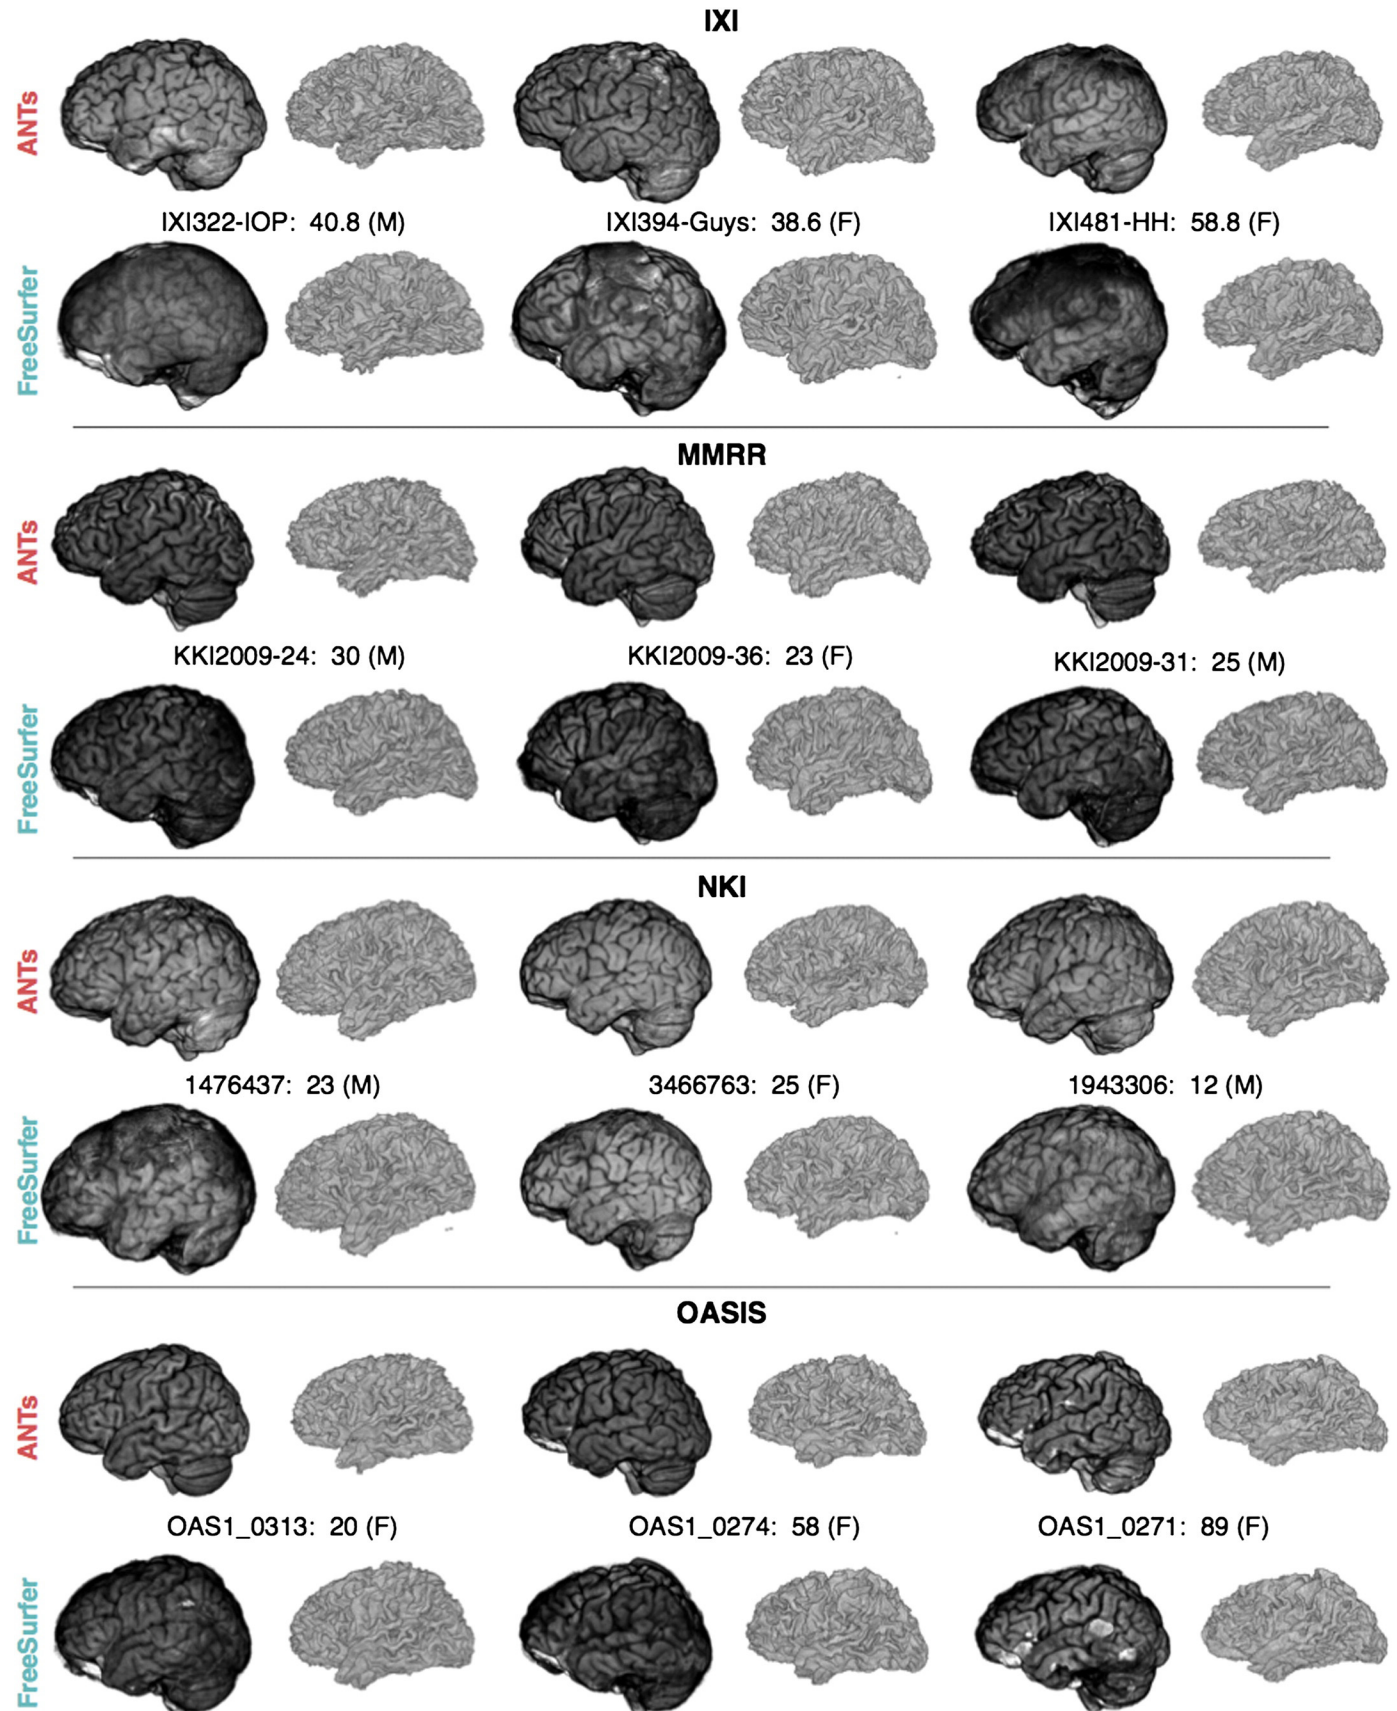 IXI
ANTs
IXI322-IOP: 40.8 (M)
IXI394-Guys: 38.6 (F)
IXI481-HH: 58.8 (F)
FreeSurfer
MMRR
ANTs
KKI2009-24: 30 (M)
KKI2009-36: 23 (F)
KKI2009-31: 25 (M)
FreeSurfer
NKI
ANTs
1476437: 23 (M)
3466763: 25 (F)
1943306: 12 (M)
FreeSurfer
OASIS
ANTs
OAS1_0313: 20 (F)
OAS1_0274: 58 (F)
OAS1_0271: 89 (F)
FreeSurfer